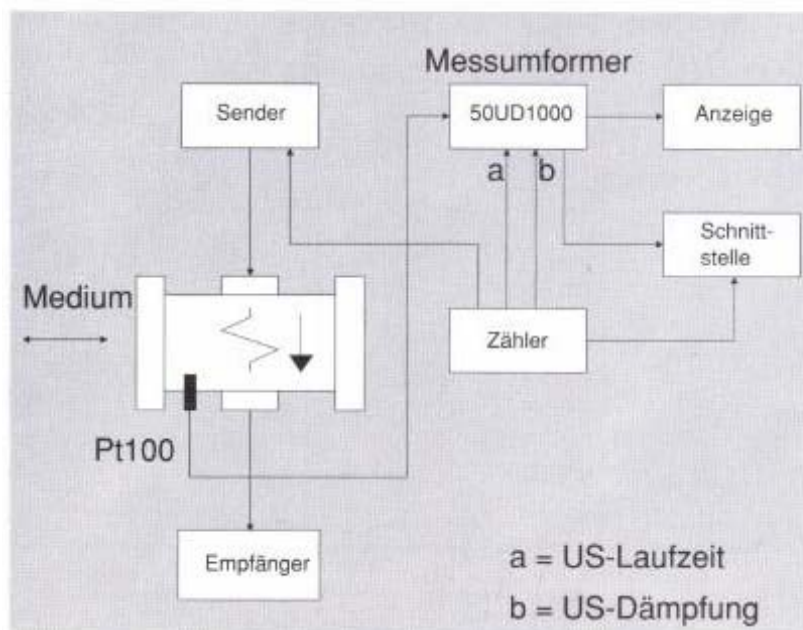 Messumformer
Sender
50UD1000
Anzeige
a
b
Schnitt-
stelle
Medium
Zähler
Pt100
Empfänger
a = US-Laufzeit
b = US-Dämpfung